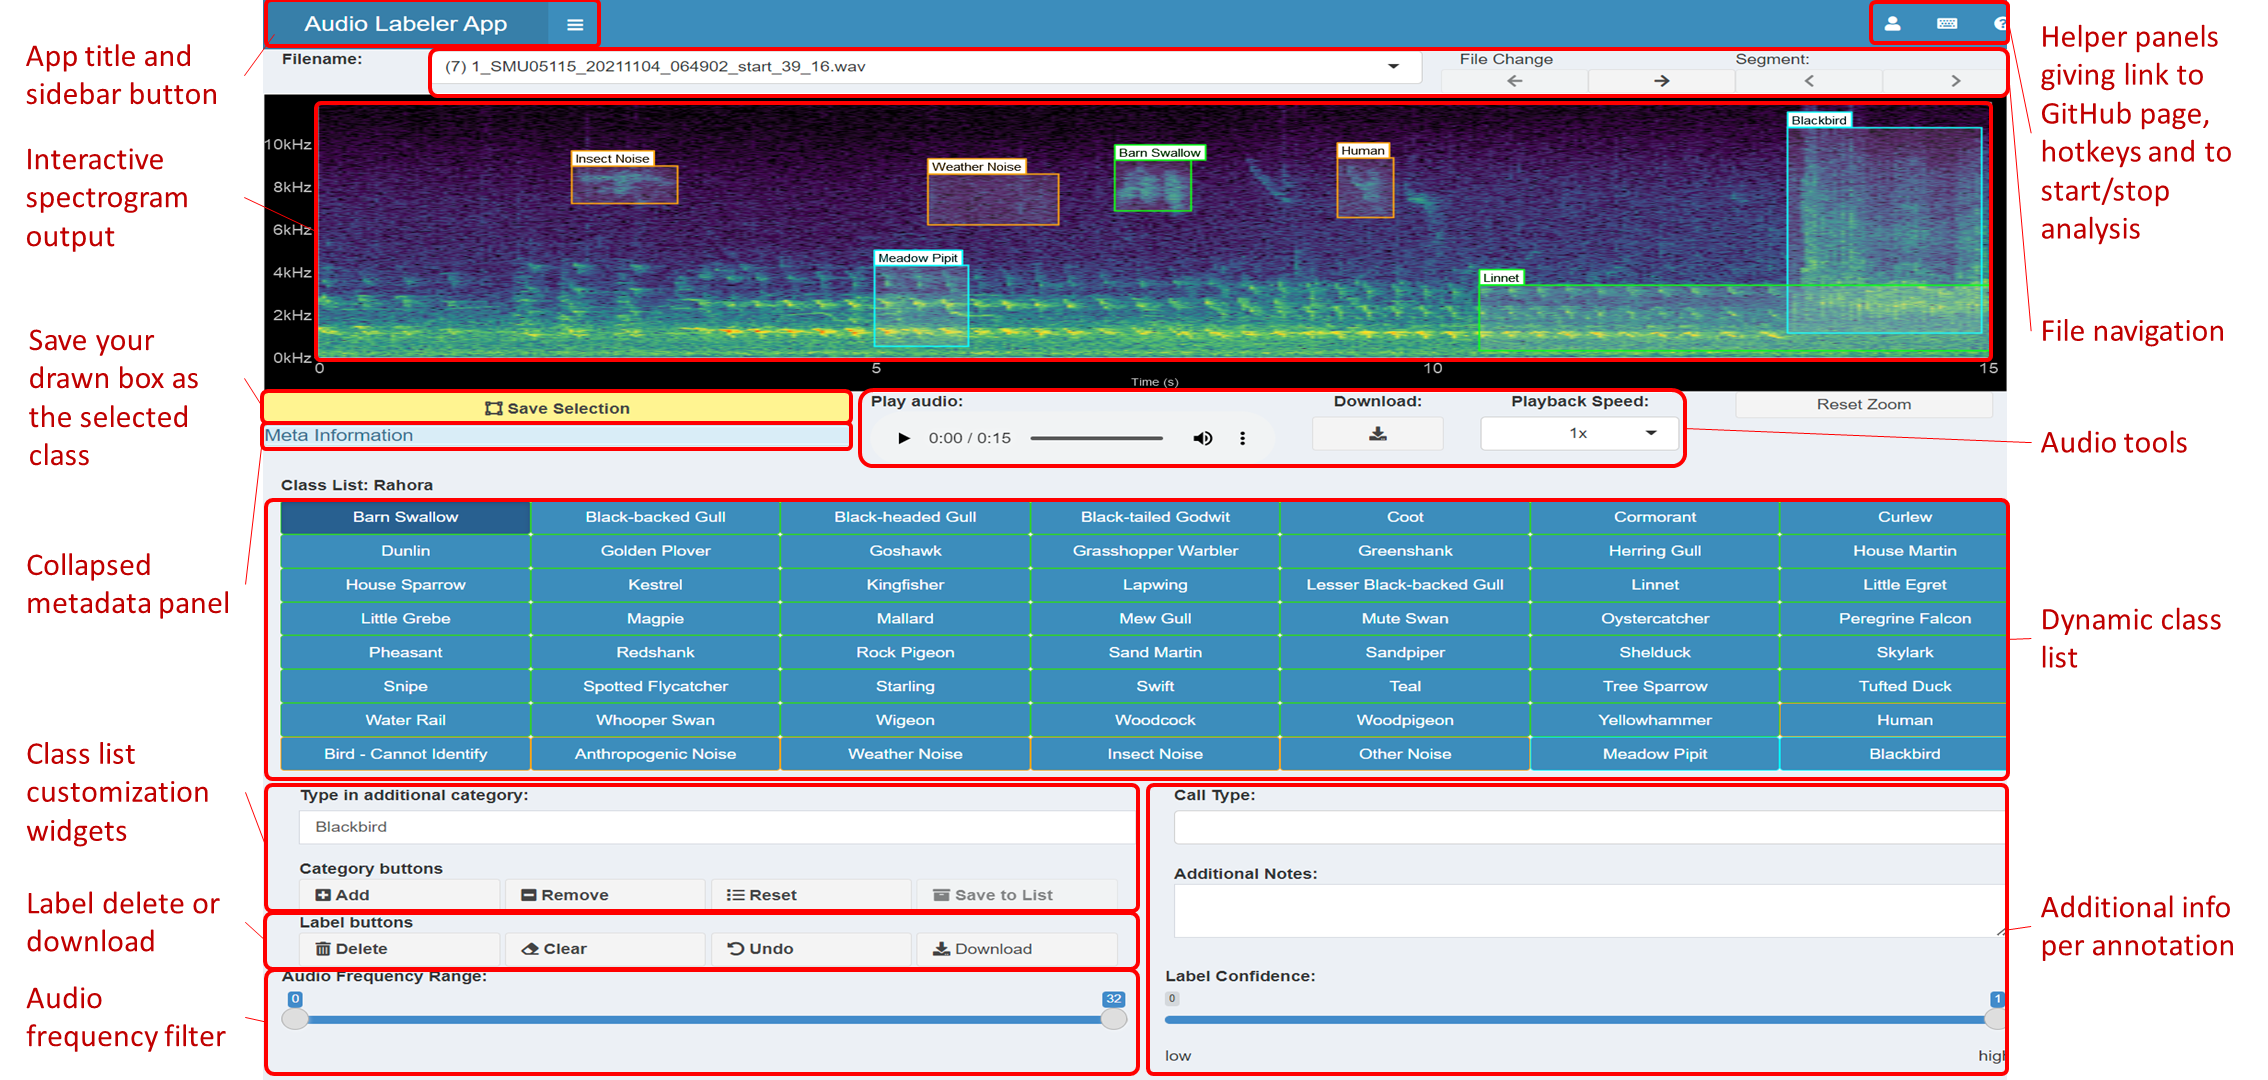 Audio Labeler App
App title and
sidebar button
Filename:
(7) 1_SMU05115_20211104_064902_start_39_16.wav
File Change
Segment:
Helper panels
giving link to
GitHub page,
hotkeys and to
start/stop
analysis
Interactive
spectrogram
output
10kHz
8kHz
6kHz
4kHz
2kHz
0kHz
Insect Noise
Weather Noise
Barn Swallow
Human
Blackbird
Meadow Pipit
Linnet
0
5
10
15
Time (s)
File navigation
Save your
drawn box as
the selected
class
Save Selection
Meta Information
Play audio:
0:00 / 0:15
Download:
Playback Speed:
1x
Reset Zoom
Audio tools
Class List: Rahora
Barn Swallow Black-backed Gull Black-headed Gull Black-tailed Godwit Coot Cormorant Curlew
Dunlin Golden Plover Goshawk Grasshopper Warbler Greenshank Herring Gull House Martin
House Sparrow Kestrel Kingfisher Lapwing Lesser Black-backed Gull Linnet Little Egret
Little Grebe Magpie Mallard Mew Gull Mute Swan Oystercatcher Peregrine Falcon
Pheasant Redshank Rock Pigeon Sand Martin Sandpiper Shelduck Skylark
Snipe Spotted Flycatcher Starling Swift Teal Tree Sparrow Tufted Duck
Water Rail Whooper Swan Wigeon Woodcock Woodpigeon Yellowhammer Human
Bird - Cannot Identify Anthropogenic Noise Weather Noise Insect Noise Other Noise Meadow Pipit Blackbird
Collapsed
metadata panel
Dynamic class
list
Class list
customization
widgets
Type in additional category:
Blackbird
Category buttons
Add Remove Reset Save to List
Label delete or
download
Label buttons
Delete Clear Undo Download
Audio
frequency filter
Audio Frequency Range:
0 32
Call Type:
Additional Notes:
Label Confidence:
0 1
low high
Additional info
per annotation